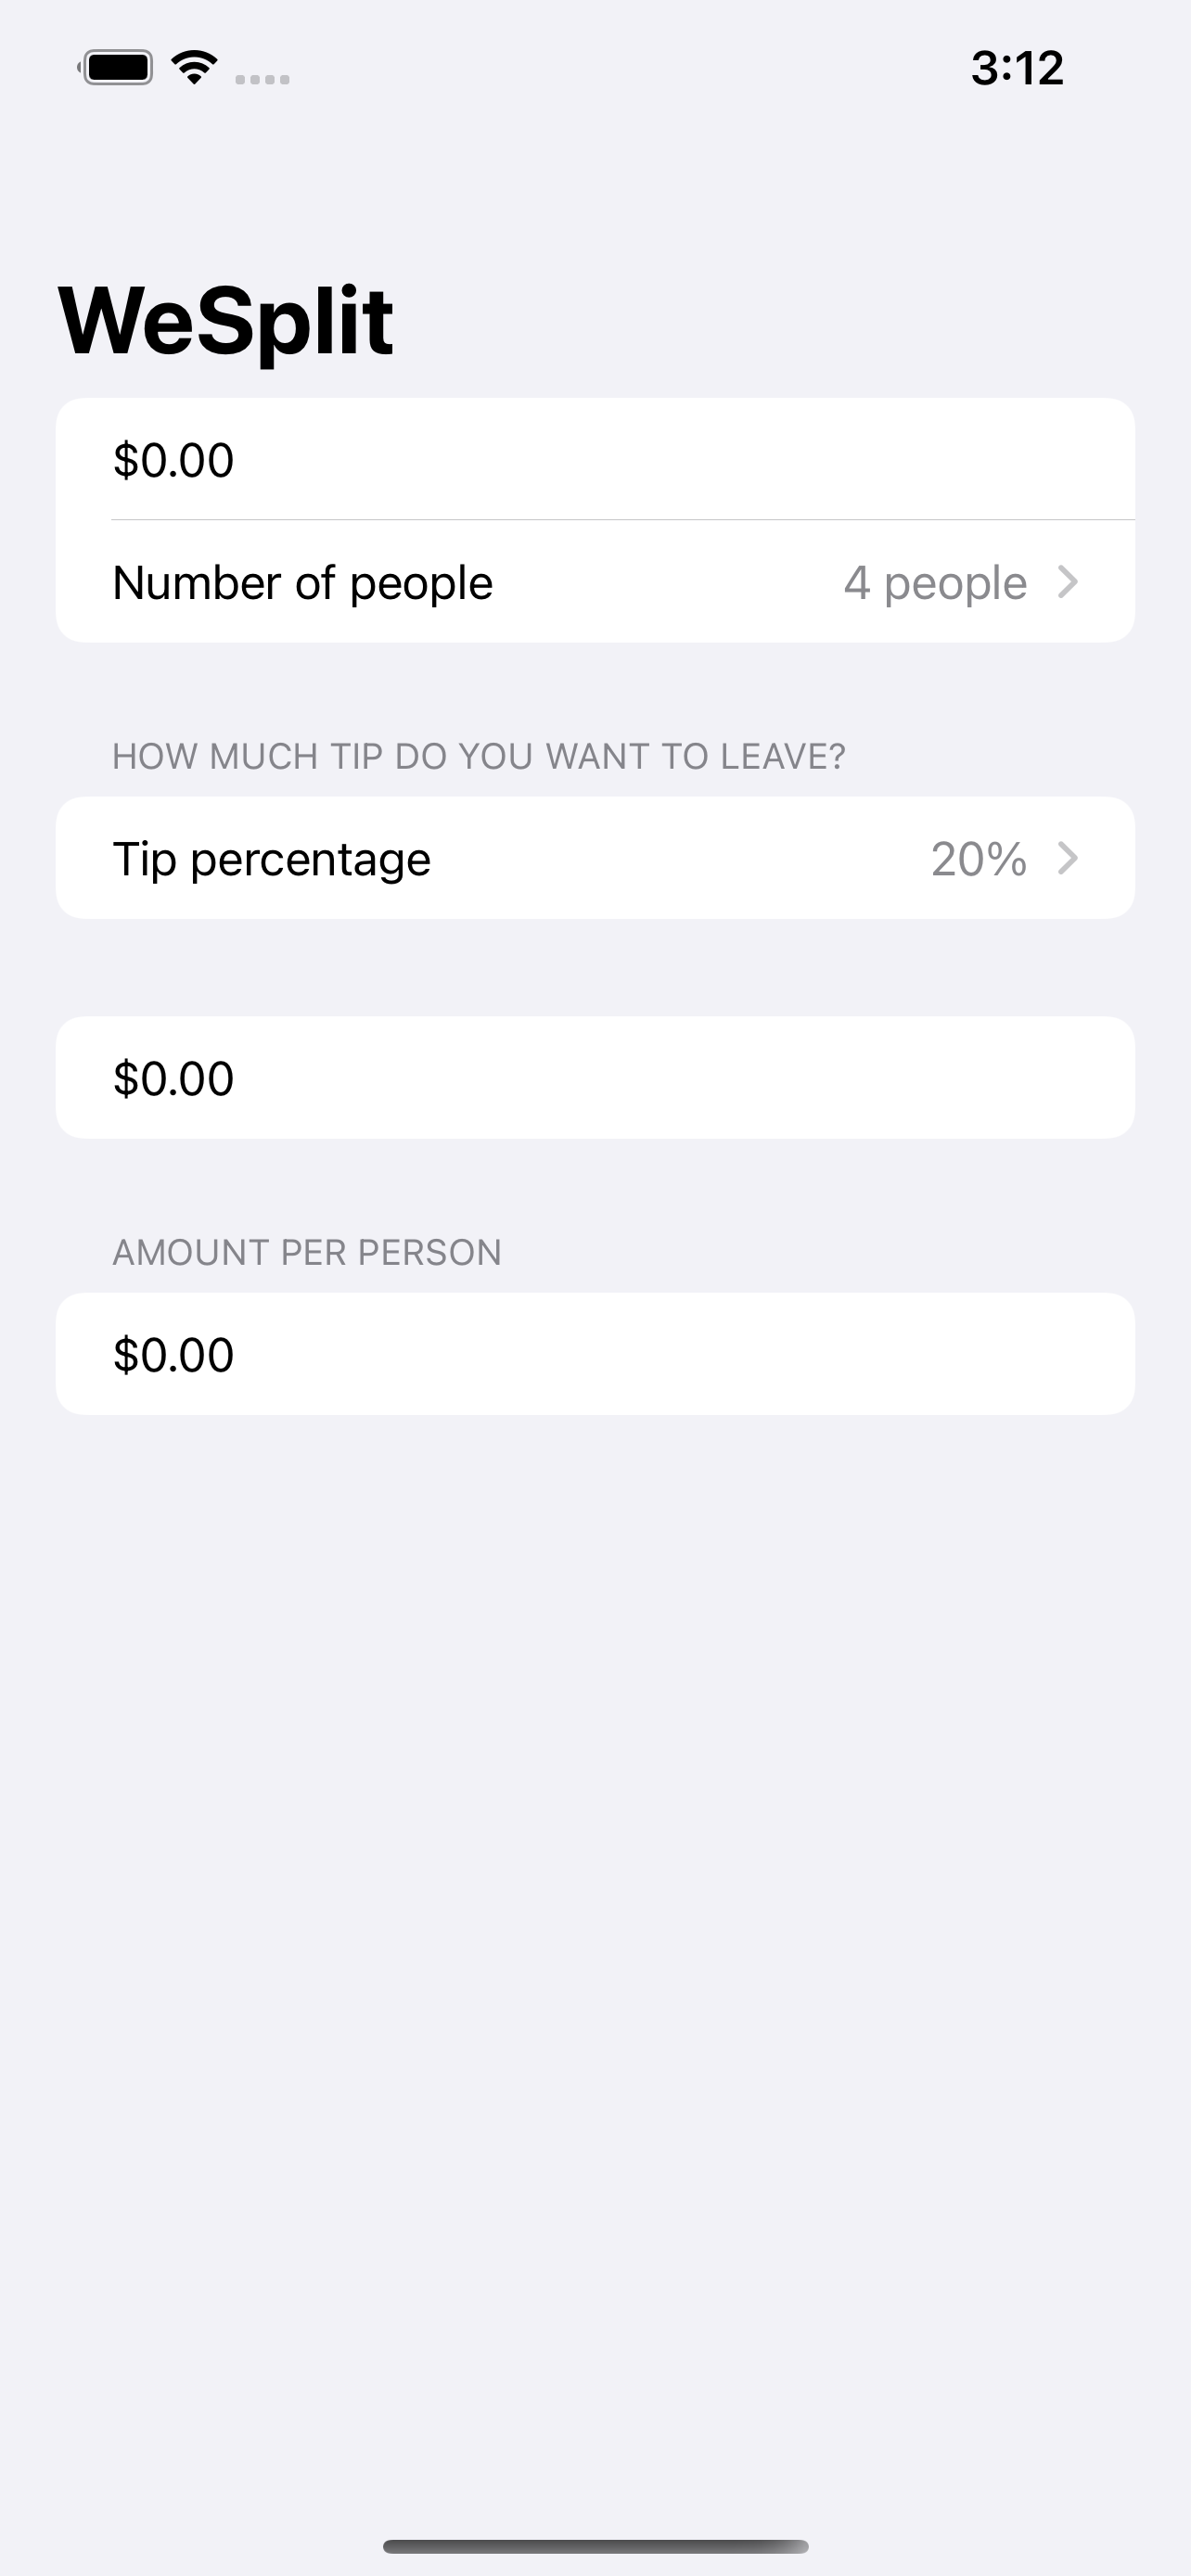 3:12
WeSplit
$0.00
Number of people 4 people
HOW MUCH TIP DO YOU WANT TO LEAVE?
Tip percentage 20%
$0.00
AMOUNT PER PERSON
$0.00